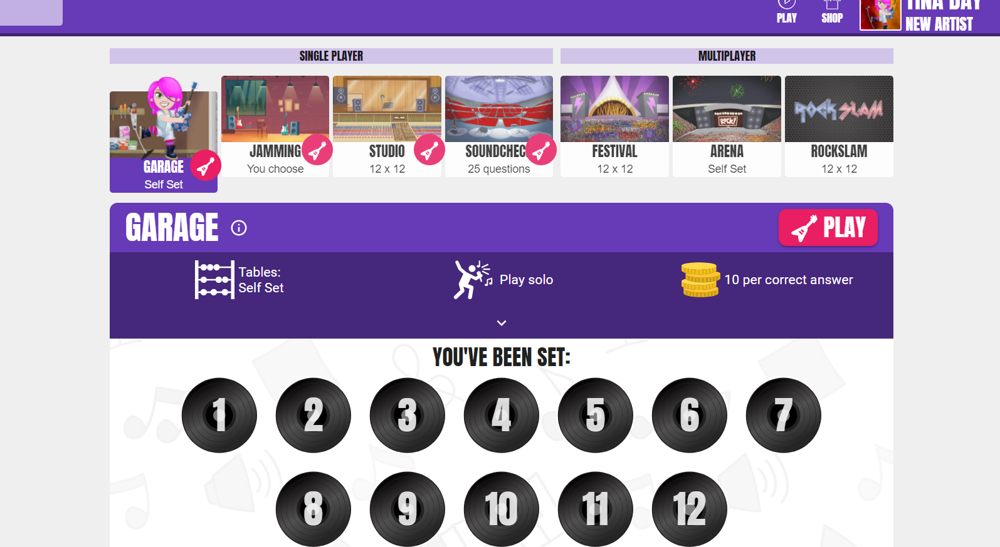 PLAY
SHOP
TINA DAY
NEW ARTIST
SINGLE PLAYER
MULTIPLAYER
GARAGE
Self Set
JAMMING
You choose
STUDIO
12 x 12
SOUNDCHEC
25 questions
FESTIVAL
12 x 12
ROCK!
ARENA
Self Set
ROCKSLAM
ROCKSLAM
12 x 12
GARAGE
PLAY
Tables:
Self Set
Play solo
10 per correct answer
YOU'VE BEEN SET:
1 2 3 4 5 6 7
8 9 10 11 12